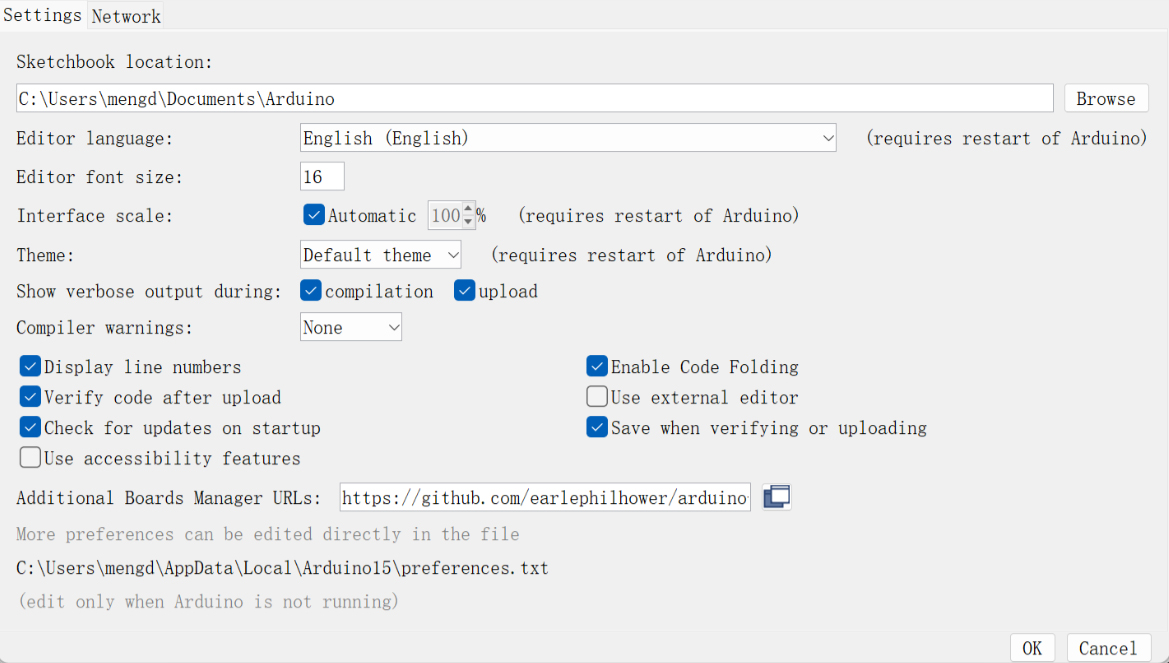 Settings Network
Sketchbook location:
C:\Users\mengd\Documents\Arduino Browse
Editor language: English (English) (requires restart of Arduino)
Editor font size: 16
Interface scale: Automatic 100 % (requires restart of Arduino)
Theme: Default theme (requires restart of Arduino)
Show verbose output during: compilation upload
Compiler warnings: None
Display line numbers Enable Code Folding
Verify code after upload Use external editor
Check for updates on startup Save when verifying or uploading
Use accessibility features
Additional Boards Manager URLs: https://github.com/earlephilhower/arduino
More preferences can be edited directly in the file
C:\Users\mengd\AppData\Local\Arduino15\preferences.txt
(edit only when Arduino is not running)
OK Cancel